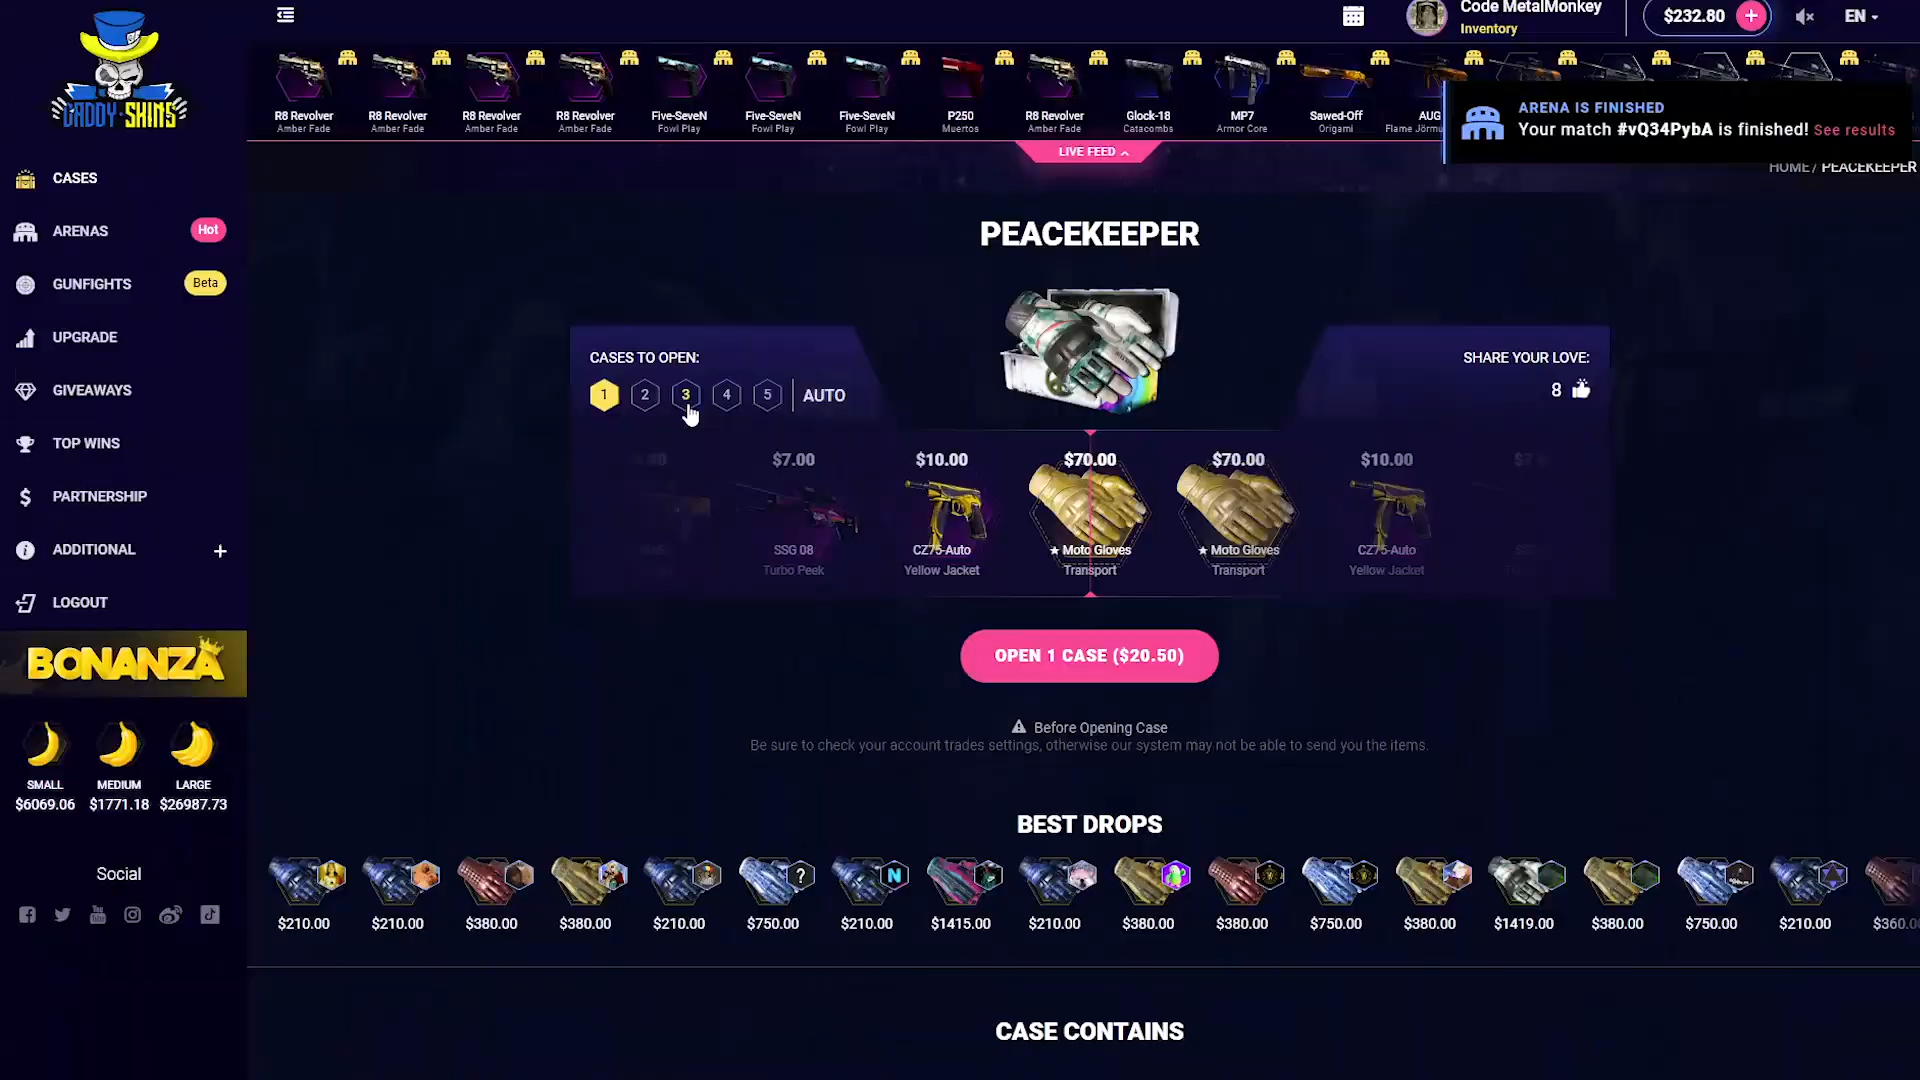 Code MetalMonkey
Inventory
$232.80
EN
DADDY SKINS
R8 Revolver
Amber Fade
R8 Revolver
Amber Fade
R8 Revolver
Amber Fade
R8 Revolver
Amber Fade
Five-SeveN
Fowl Play
Five-SeveN
Fowl Play
Five-SeveN
Fowl Play
P250
Muertos
R8 Revolver
Amber Fade
Glock-18
Catacombs
MP7
Armor Core
Sawed-Off
Origami
AUG
ARENA IS FINISHED
Your match #vQ34PybA is finished! See results
LIVE FEED
HOME / PEACEKEEPER
CASES
ARENAS
Hot
GUNFIGHTS
Beta
UPGRADE
GIVEAWAYS
TOP WINS
PARTNERSHIP
ADDITIONAL
LOGOUT
BONANZA
SMALL
$6069.06
MEDIUM
$1771.18
LARGE
$26987.73
Social
PEACEKEEPER
CASES TO OPEN:
1 2 3 4 5 AUTO
SHARE YOUR LOVE:
8
$7.00
SSG 08
Turbo Peek
$10.00
CZ75-Auto
Yellow Jacket
$70.00
★ Moto Gloves
Transport
$70.00
★ Moto Gloves
Transport
$10.00
CZ75-Auto
Yellow Jacket
OPEN 1 CASE ($20.50)
Before Opening Case
Be sure to check your account trades settings, otherwise our system may not be able to send you the items.
BEST DROPS
$210.00 $210.00 $380.00 $380.00 $210.00 $750.00 $210.00 $1415.00 $210.00 $380.00 $380.00 $750.00 $380.00 $1419.00 $380.00 $750.00 $210.00
CASE CONTAINS